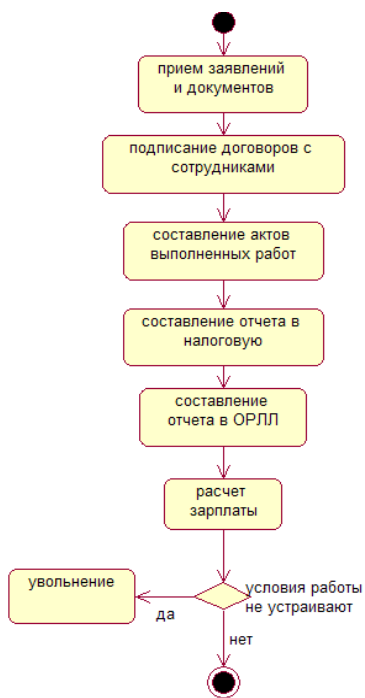 прием заявлений
и документов
подписание договоров с
сотрудниками
составление актов
выполненных работ
составление отчета в
налоговую
составление
отчета в ОРЛЛ
расчет
зарплаты
увольнение
условия работы
не устраивают
да
нет